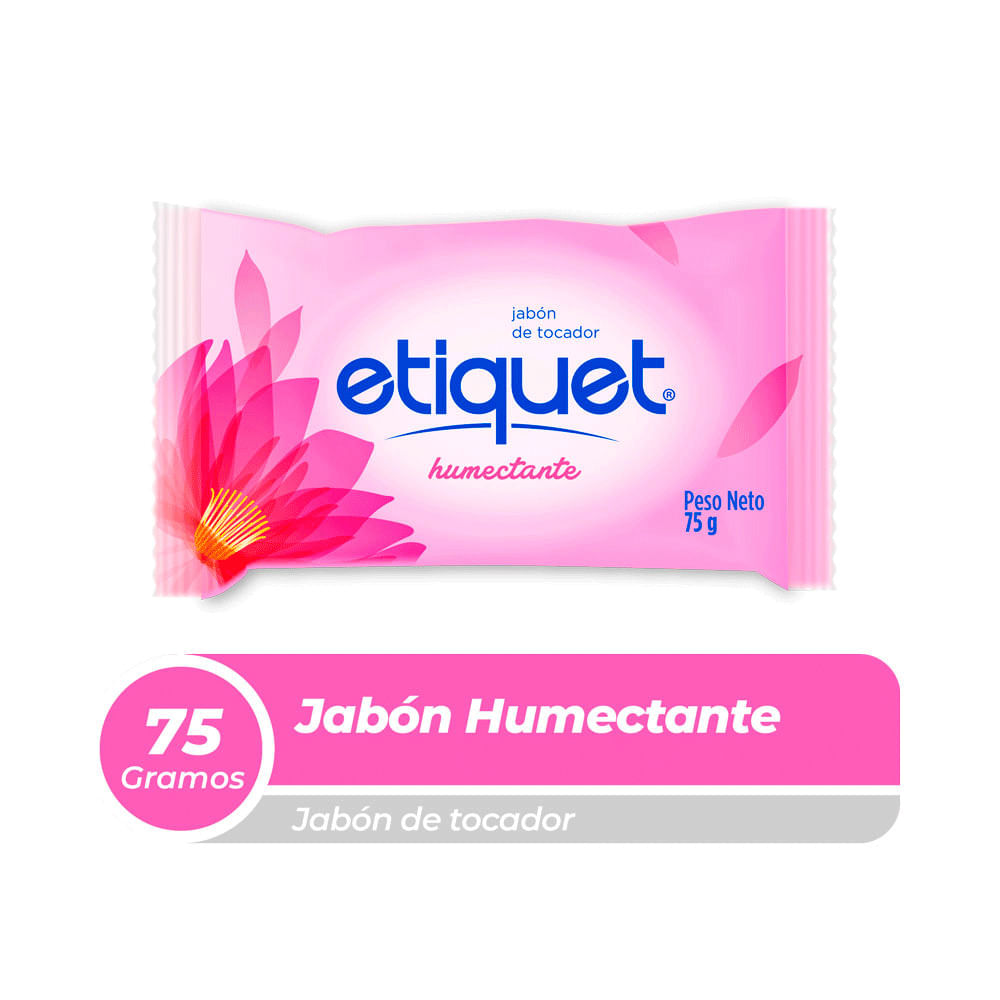 jabón
de tocador
etiquet®
humectante
Peso Neto
75 g
75
Gramos
Jabón Humectante
Jabón de tocador